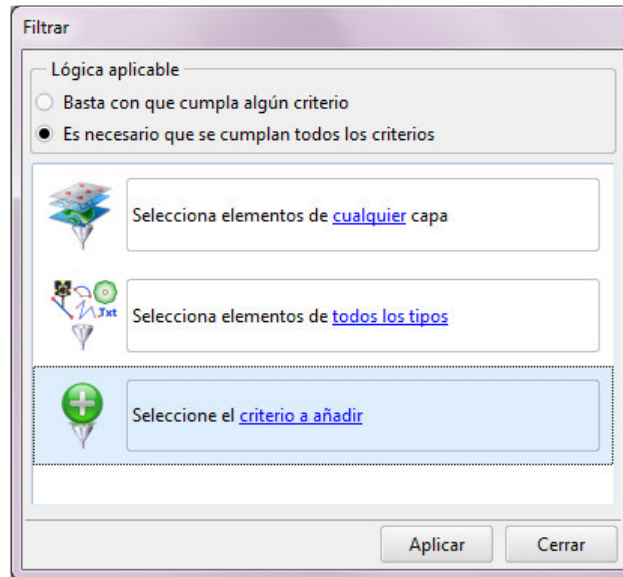 Filtrar
Lógica aplicable
Basta con que cumpla algún criterio
Es necesario que se cumplan todos los criterios
Selecciona elementos de cualquier capa
.Txt
Selecciona elementos de todos los tipos
Seleccione el criterio a añadir
Aplicar
Cerrar